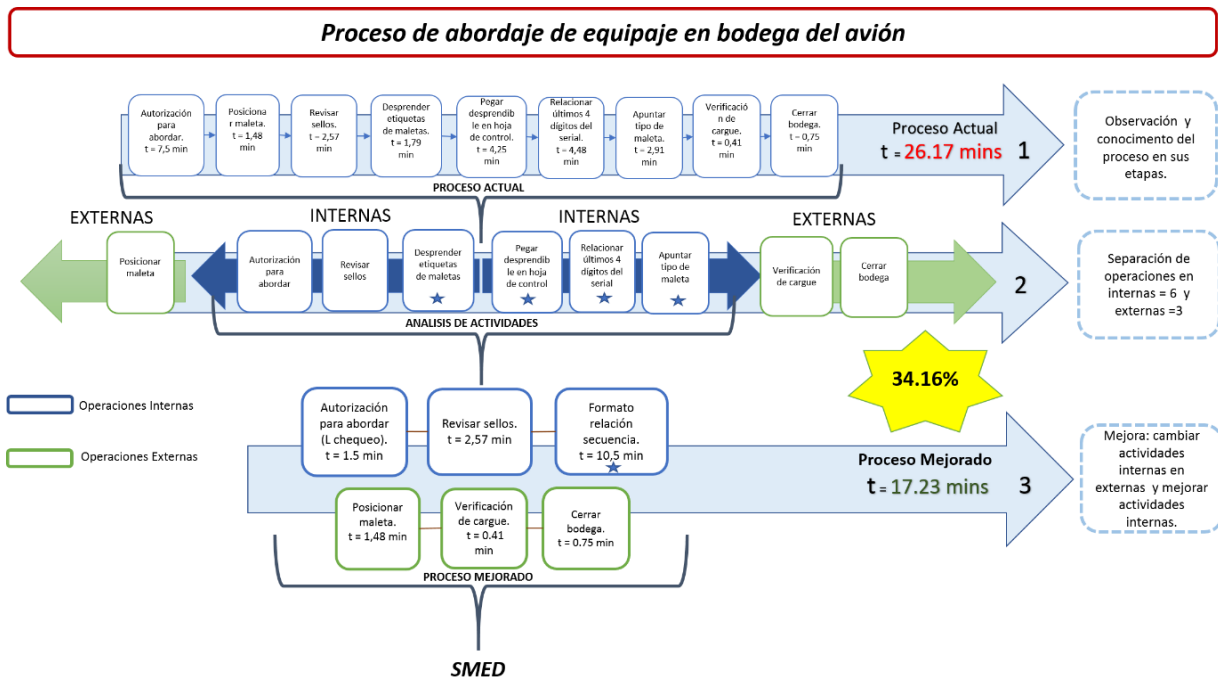 Proceso de abordaje de equipaje en bodega del avión
Autorización
para
abordar.
t = 7,5 min
Posiciona
r maleta.
t = 1,48
min
Revisar
sellos.
t – 2,57
min
Desprender
etiquetas
de maletas.
t = 1,79
min
Pegar
desprendib
le en hoja
de control.
t = 4,25
min
Relacionar
últimos 4
dígitos del
serial.
t – 4,48
min
Apuntar
tipo de
maleta.
t – 2,91
min
Verificació
n de
cargue.
t = 0,41
min
Cerrar
bodega.
t – 0,75
min
Proceso Actual
t = 26.17 mins
1
Observación y
conocimiento del
proceso en sus
etapas.
PROCESO ACTUAL
EXTERNAS
INTERNAS
INTERNAS
EXTERNAS
Posicionar
maleta
Autorización
para
abordar
Revisar
sellos
Desprender
etiquetas
de maletas
Pegar
desprendib
le en hoja
de control
Relacionar
últimos 4
dígitos del
serial
Apuntar
tipo de
maleta
Verificación
de cargue
Cerrar
bodega
2
Separación de
operaciones en
internas = 6 y
externas =3
ANALISIS DE ACTIVIDADES
34.16%
Operaciones Internas
Operaciones Externas
Autorización
para abordar
(L chequeo).
t = 1.5 min
Revisar sellos.
t = 2,57 min
Formato
relación
secuencia.
t = 10,5 min
Proceso Mejorado
t = 17.23 mins
3
Mejora: cambiar
actividades
internas en
externas y mejorar
actividades
internas.
Posicionar
maleta.
t = 1,48 min
Verificación
de cargue.
t = 0.41
min
Cerrar
bodega.
t = 0.75 min
PROCESO MEJORADO
SMED